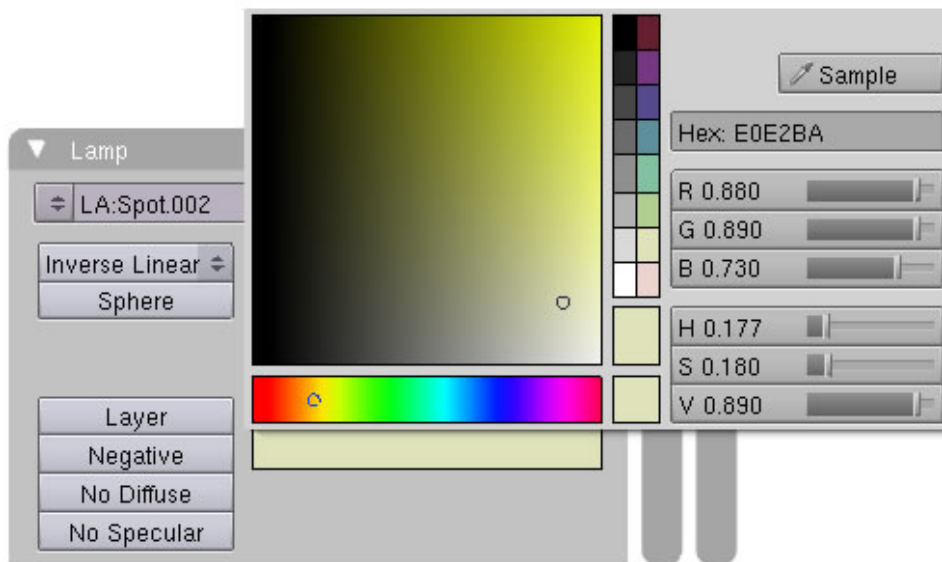 Sample
Hex: E0E2BA
Lamp
LA:Spot.002
R 0.880
G 0.890
B 0.730
Inverse Linear
Sphere
H 0.177
S 0.180
V 0.890
Layer
Negative
No Diffuse
No Specular